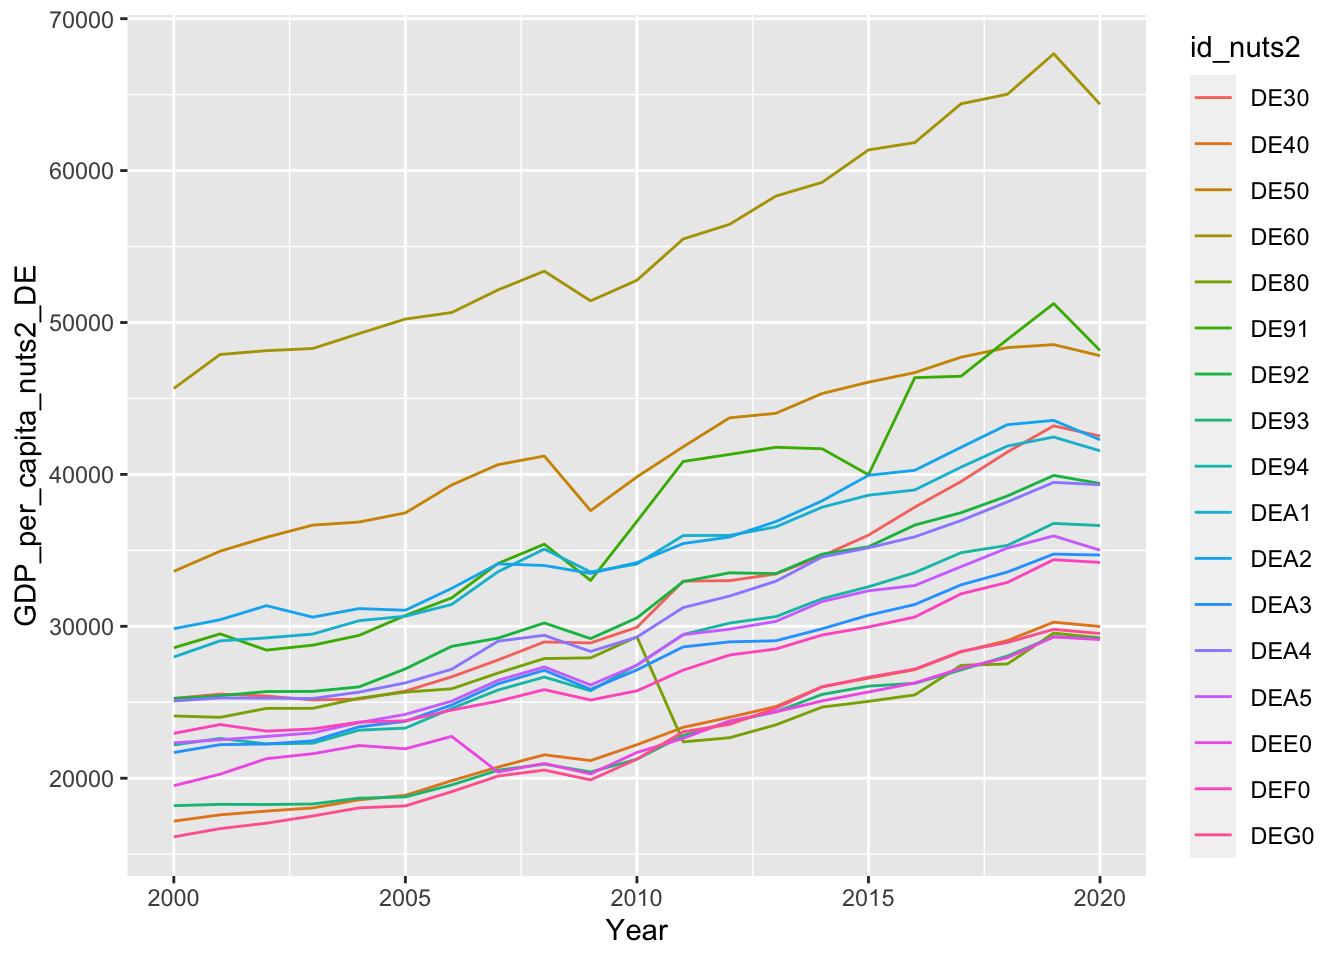 70000
60000
50000
40000
30000
20000
GDP_per_capita_nuts2_DE
2000
2005
2010
2015
2020
Year
id_nuts2
DE30
DE40
DE50
DE60
DE80
DE91
DE92
DE93
DE94
DEA1
DEA2
DEA3
DEA4
DEA5
DEE0
DEF0
DEG0